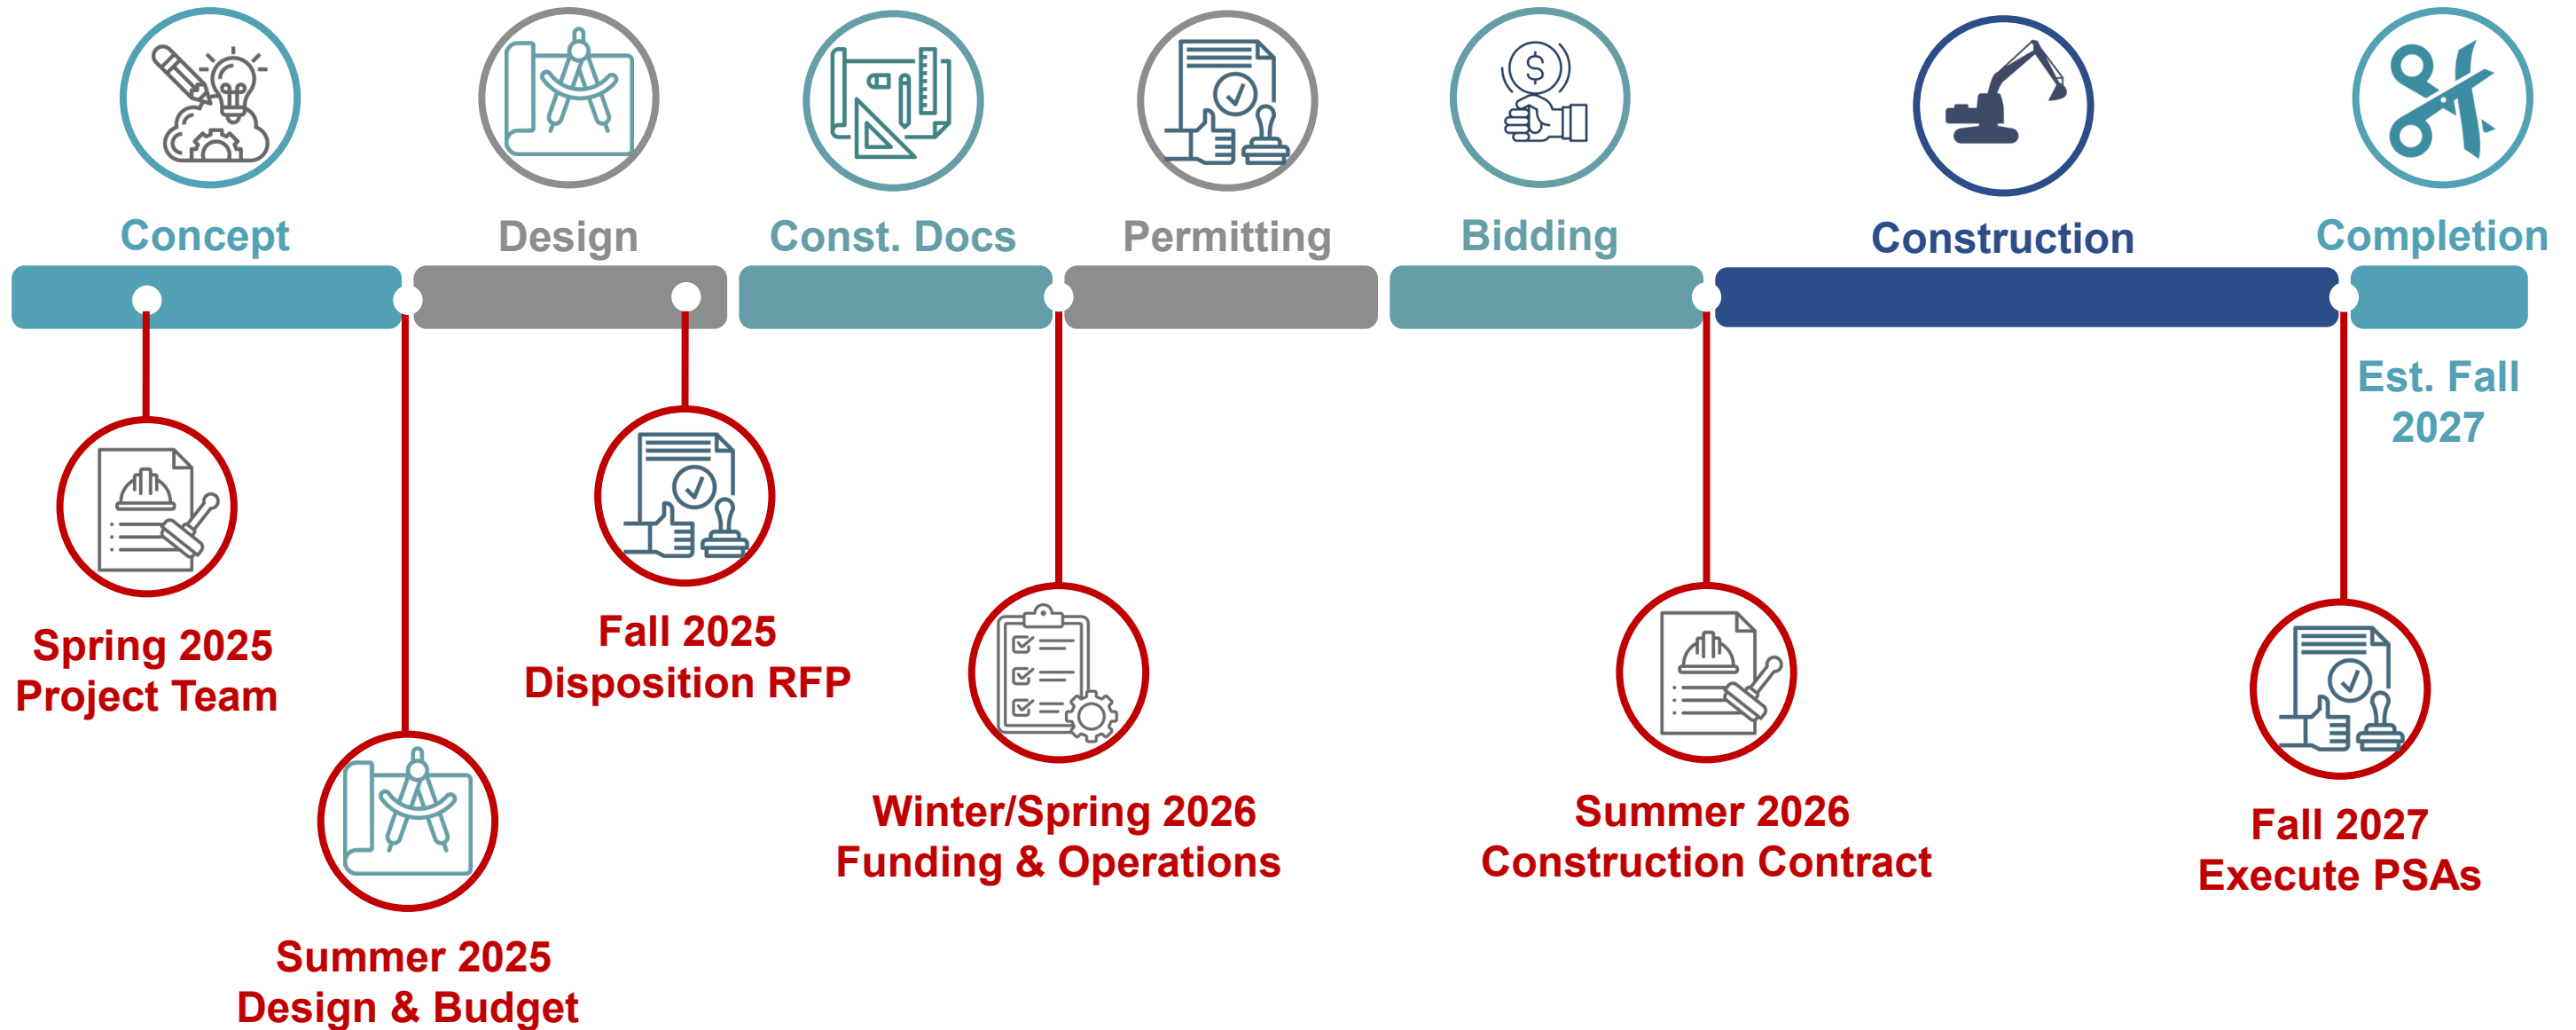 Concept
Design
Const. Docs
Permitting
Bidding
Construction
Completion
Est. Fall
2027
Spring 2025
Project Team
Summer 2025
Design & Budget
Fall 2025
Disposition RFP
Winter/Spring 2026
Funding & Operations
$
Summer 2026
Construction Contract
Fall 2027
Execute PSAs